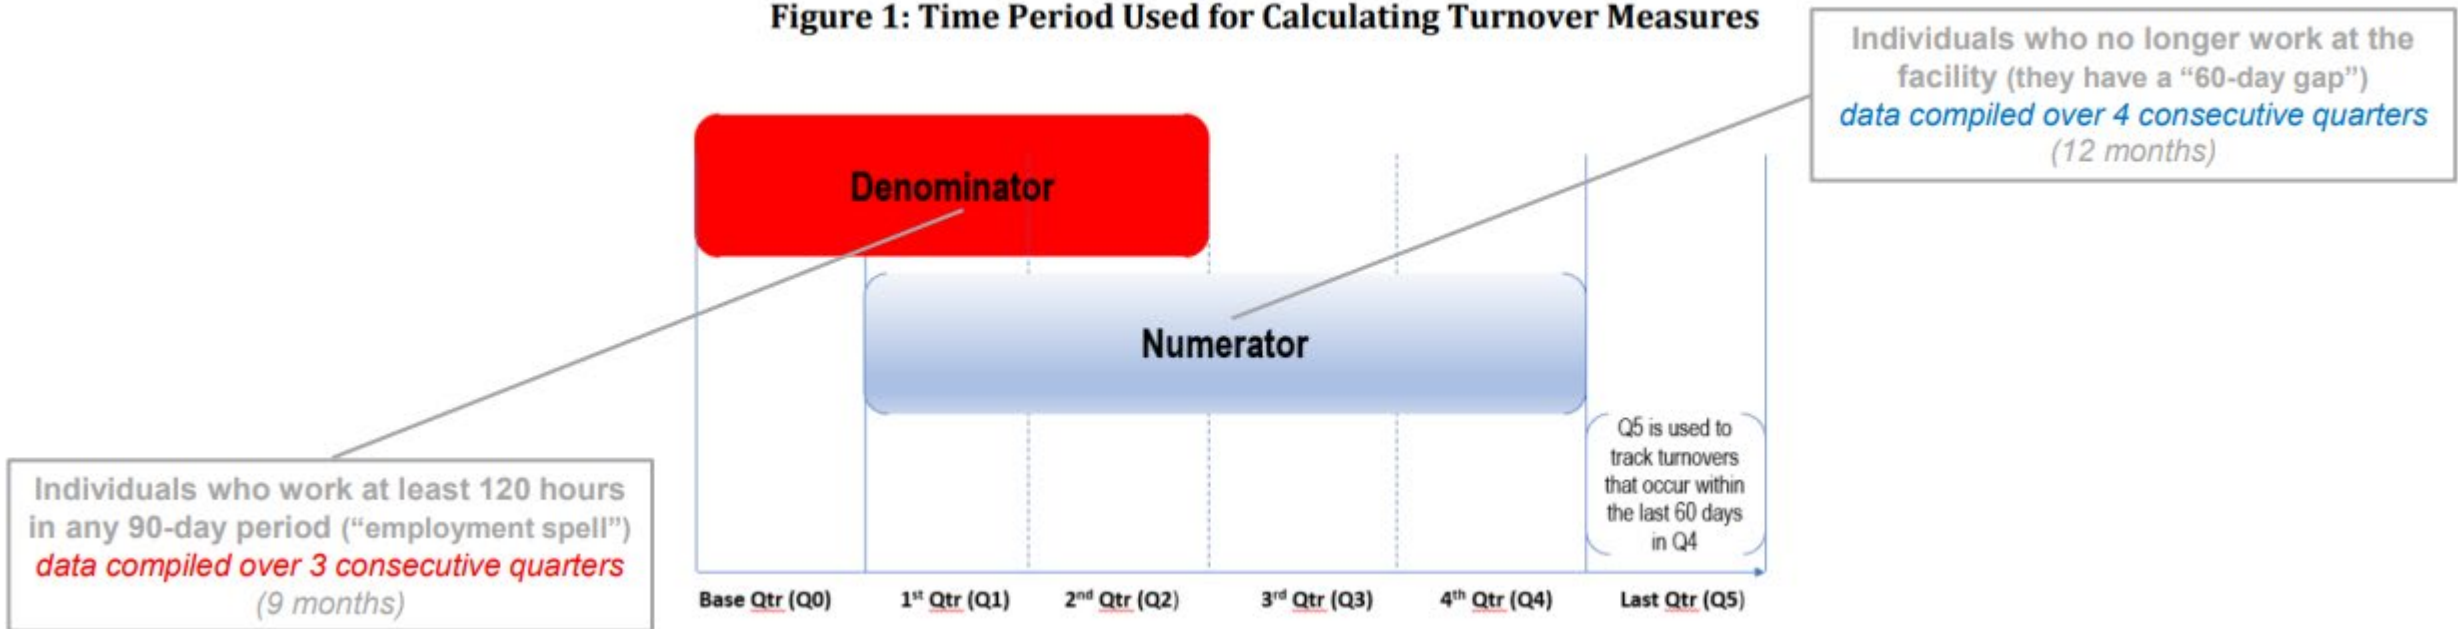 Figure 1: Time Period Used for Calculating Turnover Measures
Individuals who no longer work at the
facility (they have a “60-day gap”)
data compiled over 4 consecutive quarters
(12 months)
Denominator
Numerator
Q5 is used to
track turnovers
that occur within
the last 60 days
in Q4
Individuals who work at least 120 hours
in any 90-day period (“employment spell”)
data compiled over 3 consecutive quarters
(9 months)
Base Qtr (Q0) 1st Qtr (Q1) 2nd Qtr (Q2) 3rd Qtr (Q3) 4th Qtr (Q4) Last Qtr (Q5)